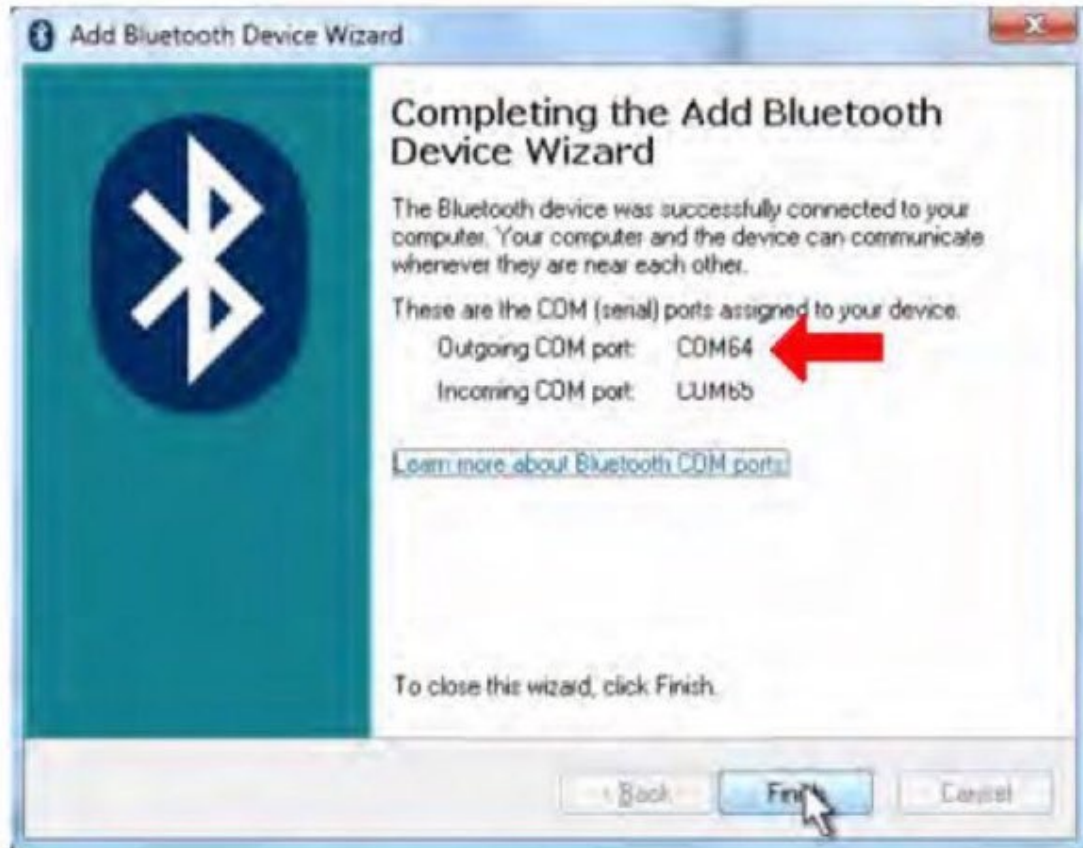 Add Bluetooth Device Wizard
Completing the Add Bluetooth
Device Wizard
The Bluetooth device was successfully connected to your
computer. Your computer and the device can communicate
whenever they are near each other.
These are the COM (serial) ports assigned to your device.
Outgoing COM port: COM64
Incoming COM port: COM65
Learn more about Bluetooth COM ports
To close this wizard, click Finish.
< Back Finish Cancel